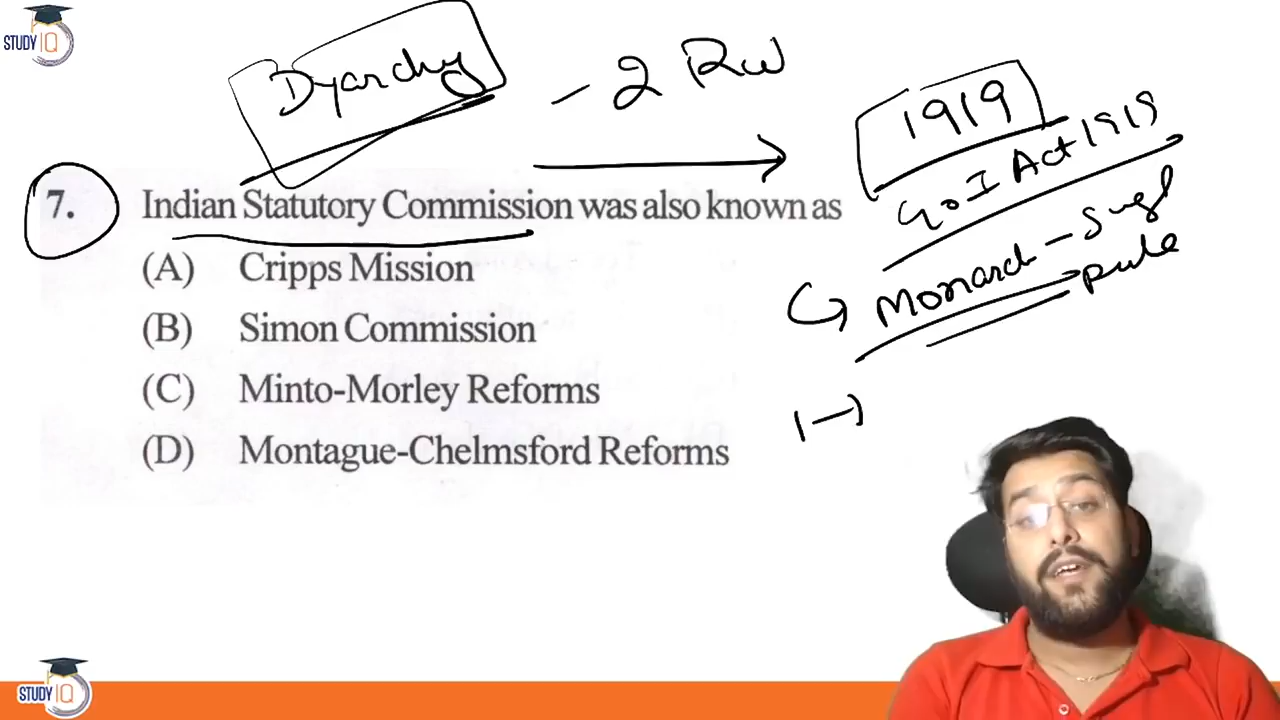 STUDY IQ
Dyarchy - 2 Rw
1919
GoI Act 1919
7. Indian Statutory Commission was also known as
Monarch - Sugl
Rule
(A) Cripps Mission
(B) Simon Commission
(C) Minto-Morley Reforms
(D) Montague-Chelmsford Reforms
STUDY IQ